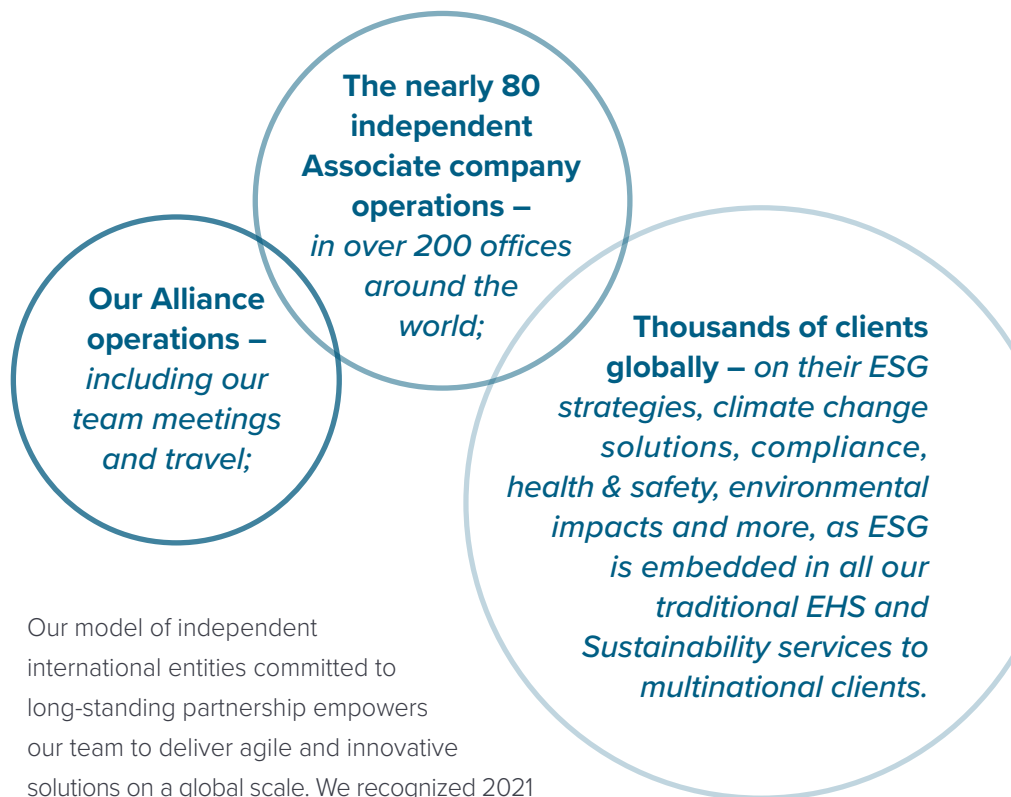 Our Alliance
operations –
including our
team meetings
and travel;
The nearly 80
independent
Associate company
operations –
in over 200 offices
around the
world;
Thousands of clients
globally – on their ESG
strategies, climate change
solutions, compliance,
health & safety, environmental
impacts and more, as ESG
is embedded in all our
traditional EHS and
Sustainability services to
multinational clients.
Our model of independent
international entities committed to
long-standing partnership empowers
our team to deliver agile and innovative
solutions on a global scale. We recognized 2021